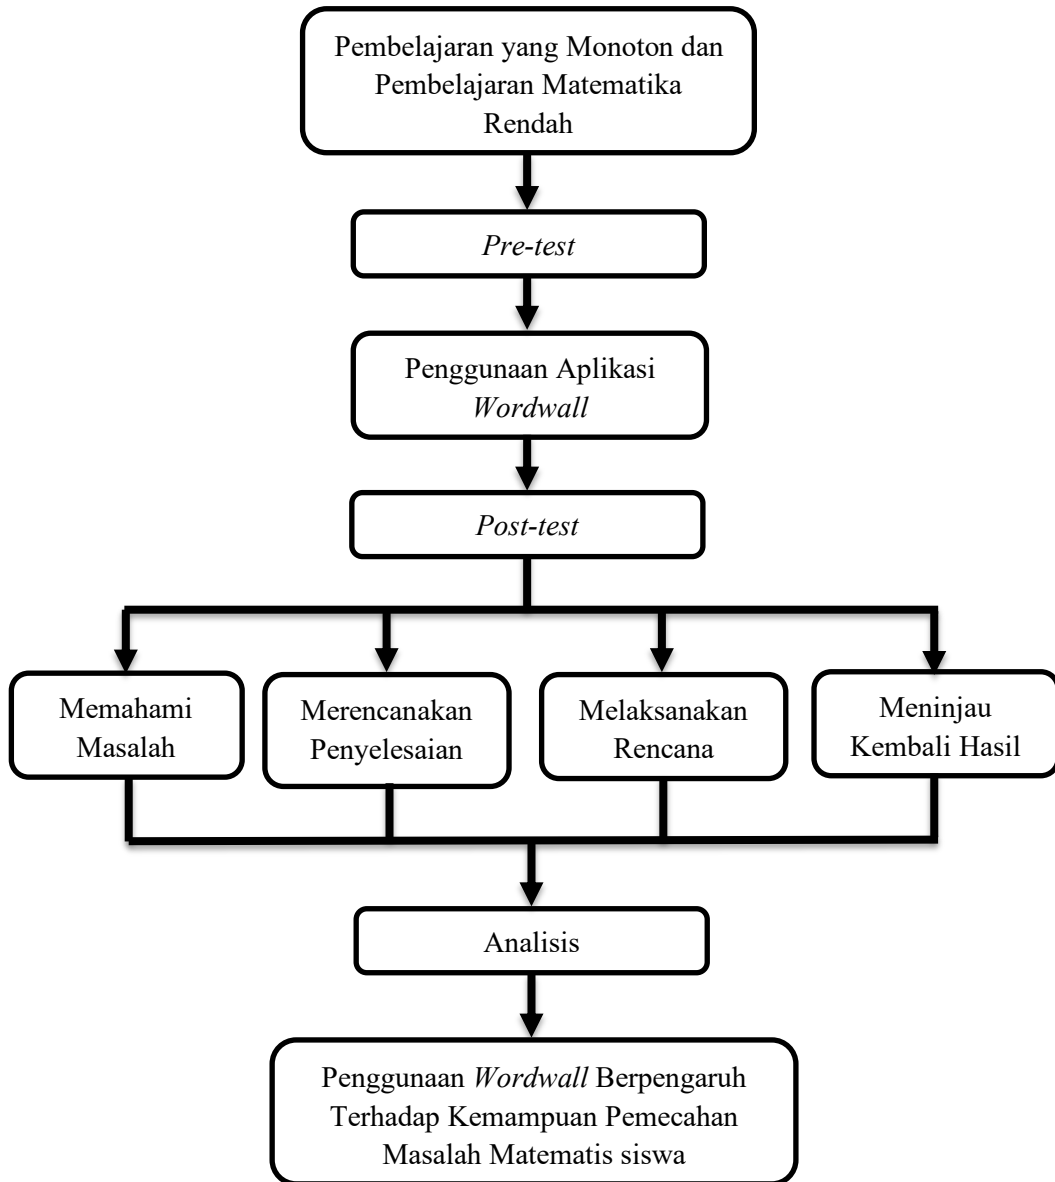 Pembelajaran yang Monoton dan
Pembelajaran Matematika
Rendah
Pre-test
Penggunaan Aplikasi
Wordwall
Post-test
Memahami
Masalah
Merencanakan
Penyelesaian
Melaksanakan
Rencana
Meninjau
Kembali Hasil
Analisis
Penggunaan Wordwall Berpengaruh
Terhadap Kemampuan Pemecahan
Masalah Matematis siswa